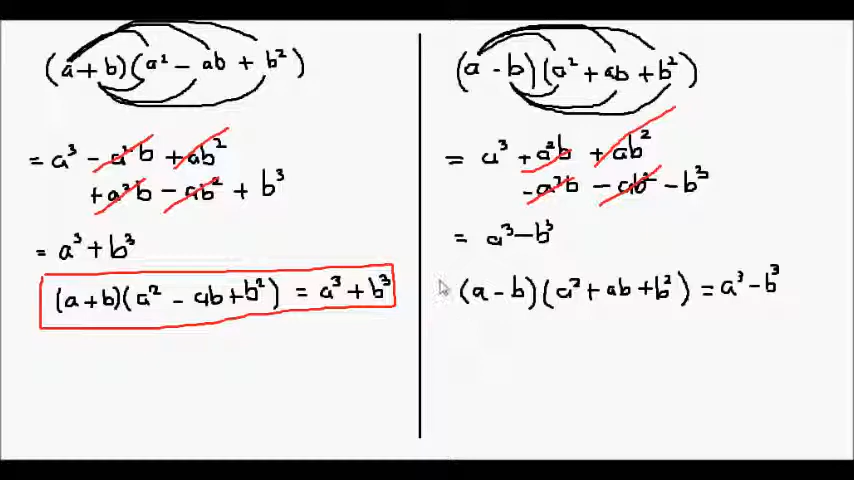 (a + b)(a² - ab + b²)
= a³ - a²b + ab²
+ a²b - ab² + b³
= a³ + b³
(a + b)(a² - ab + b²) = a³ + b³
(a - b)(a² + ab + b²)
= a³ + a²b + ab²
- a²b - ab² - b³
= a³ - b³
(a - b)(a² + ab + b²) = a³ - b³